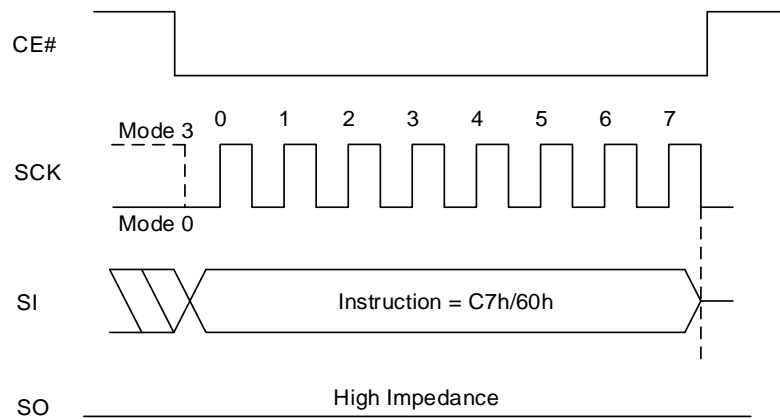 CE#
Mode 3
0 1 2 3 4 5 6 7
SCK
Mode 0
SI
Instruction = C7h/60h
SO
High Impedance